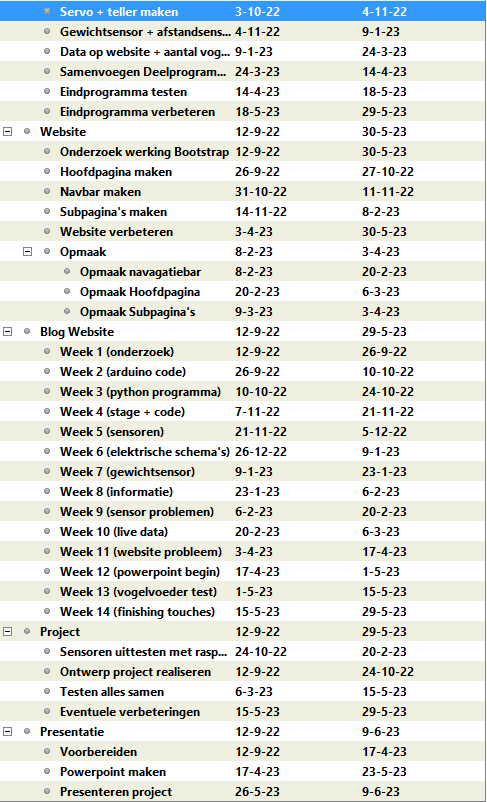 Servo + teller maken 3-10-22 4-11-22
Gewichtsensor + afstandsens... 4-11-22 9-1-23
Data op website + aantal vog... 9-1-23 24-3-23
Samenvoegen Deelprogram... 24-3-23 14-4-23
Eindprogramma testen 14-4-23 18-5-23
Eindprogramma verbeteren 18-5-23 29-5-23
Website 12-9-22 30-5-23
Onderzoek werking Bootstrap 12-9-22 30-5-23
Hoofdpagina maken 26-9-22 27-10-22
Navbar maken 31-10-22 11-11-22
Subpagina's maken 14-11-22 8-2-23
Website verbeteren 3-4-23 30-5-23
Opmaak 8-2-23 3-4-23
Opmaak navagatiebar 8-2-23 20-2-23
Opmaak Hoofdpagina 20-2-23 6-3-23
Opmaak Subpagina's 9-3-23 3-4-23
Blog Website 12-9-22 29-5-23
Week 1 (onderzoek) 12-9-22 26-9-22
Week 2 (arduino code) 26-9-22 10-10-22
Week 3 (python programma) 10-10-22 24-10-22
Week 4 (stage + code) 7-11-22 21-11-22
Week 5 (sensoren) 21-11-22 5-12-22
Week 6 (elektrische schema's) 26-12-22 9-1-23
Week 7 (gewichtsensor) 9-1-23 23-1-23
Week 8 (informatie) 23-1-23 6-2-23
Week 9 (sensor problemen) 6-2-23 20-2-23
Week 10 (live data) 20-2-23 6-3-23
Week 11 (website probleem) 3-4-23 17-4-23
Week 12 (powerpoint begin) 17-4-23 1-5-23
Week 13 (vogelvoeder test) 1-5-23 15-5-23
Week 14 (finishing touches) 15-5-23 29-5-23
Project 12-9-22 29-5-23
Sensoren uittesten met rasp... 24-10-22 20-2-23
Ontwerp project realiseren 12-9-22 24-10-22
Testen alles samen 6-3-23 15-5-23
Eventuele verbeteringen 15-5-23 29-5-23
Presentatie 12-9-22 9-6-23
Voorbereiden 12-9-22 17-4-23
Powerpoint maken 17-4-23 23-5-23
Presenteren project 26-5-23 9-6-23